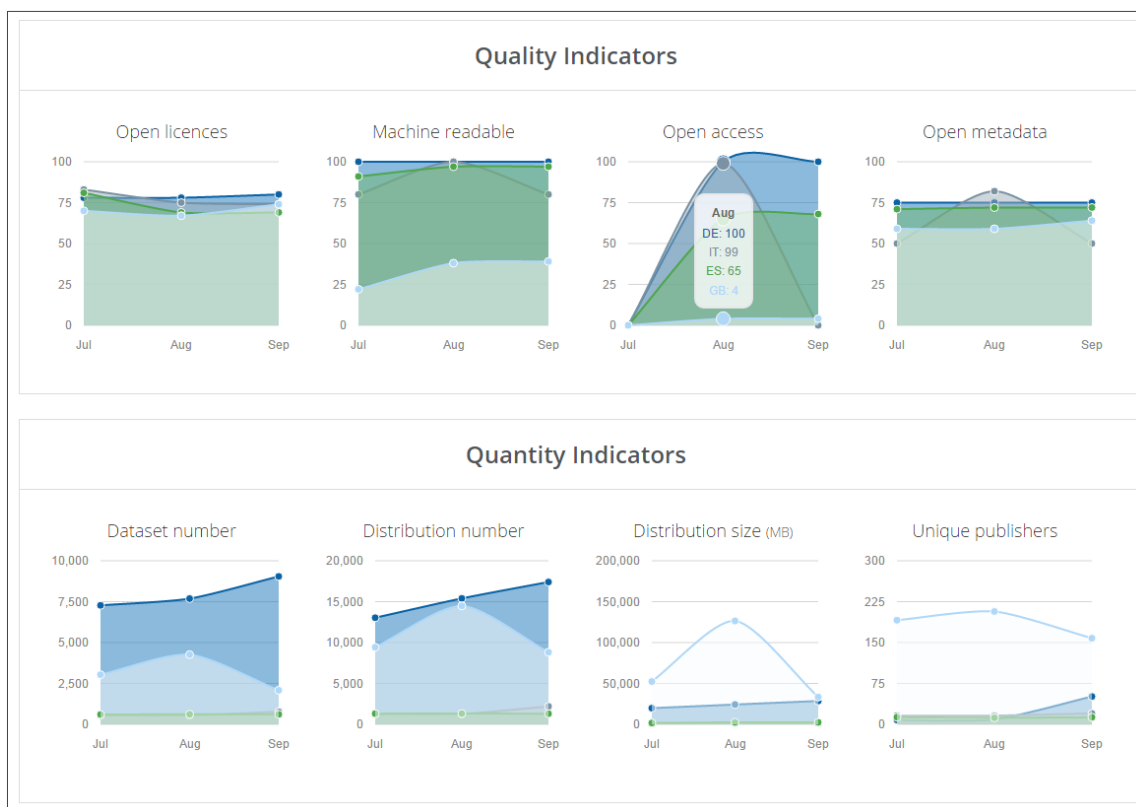 Quality Indicators
Open licences
100
75
50
25
0
Jul Aug Sep
Machine readable
100
75
50
25
0
Jul Aug Sep
Open access
100
75
50
25
0
Jul Aug Sep
Aug
DE: 100
IT: 99
ES: 65
GB: 4
Open metadata
100
75
50
25
0
Jul Aug Sep
Quantity Indicators
Dataset number
10,000
7,500
5,000
2,500
0
Jul Aug Sep
Distribution number
20,000
15,000
10,000
5,000
0
Jul Aug Sep
Distribution size (MB)
200,000
150,000
100,000
50,000
0
Jul Aug Sep
Unique publishers
300
225
150
75
0
Jul Aug Sep